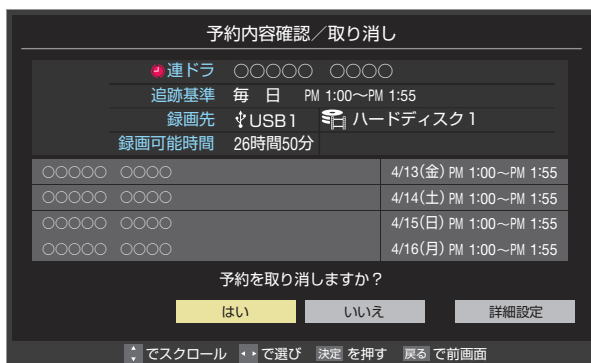 予約内容確認／取り消し
連ドラ ○○○○○ ○○○○
追跡基準 毎 日 PM 1:00～PM 1:55
録画先 USB1 ハードディスク1
録画可能時間 26時間50分
○○○○○ ○○○○ 4/13(金) PM 1:00～PM 1:55
○○○○○ ○○○○ 4/14(土) PM 1:00～PM 1:55
○○○○○ ○○○○ 4/15(日) PM 1:00～PM 1:55
○○○○○ ○○○○ 4/16(月) PM 1:00～PM 1:55
予約を取り消しますか？
はい いいえ 詳細設定
でスクロール で選び 決定 を押す 戻る で前画面